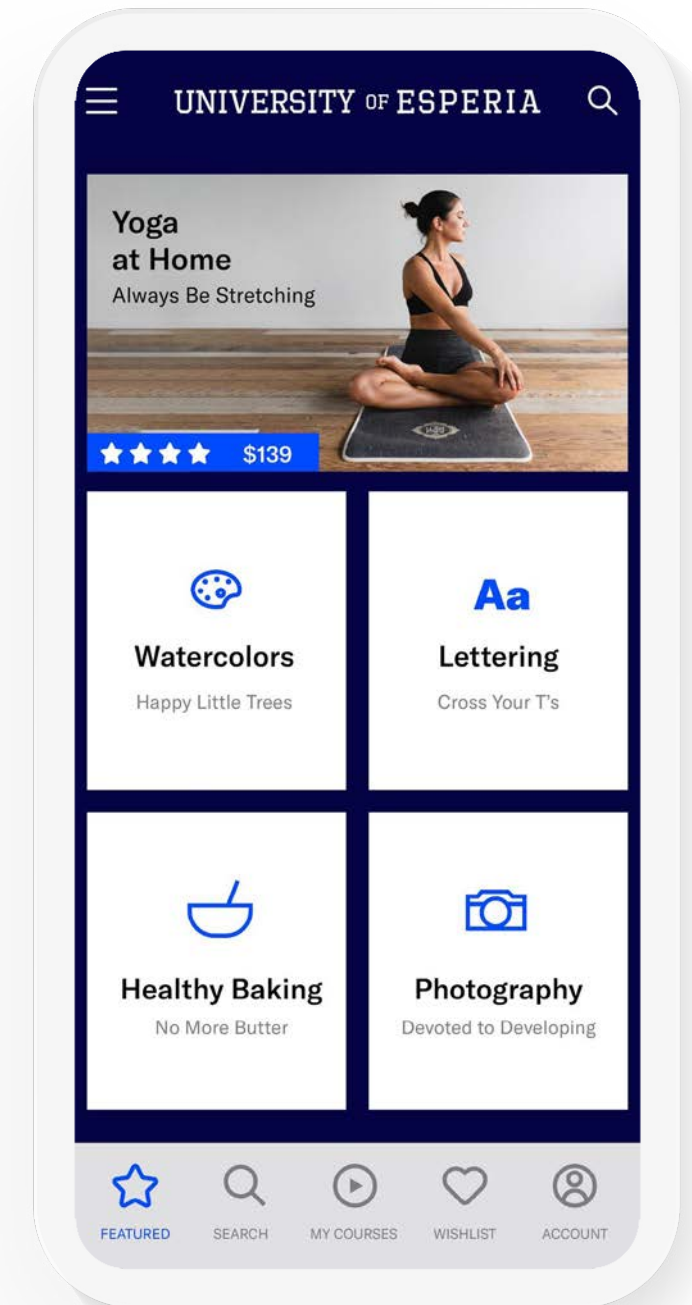 UNIVERSITY OF ESPERIA
Yoga
at Home
Always Be Stretching
$139
Watercolors
Happy Little Trees
Aa
Lettering
Cross Your T's
Healthy Baking
No More Butter
Photography
Devoted to Developing
FEATURED
SEARCH
MY COURSES
WISHLIST
ACCOUNT